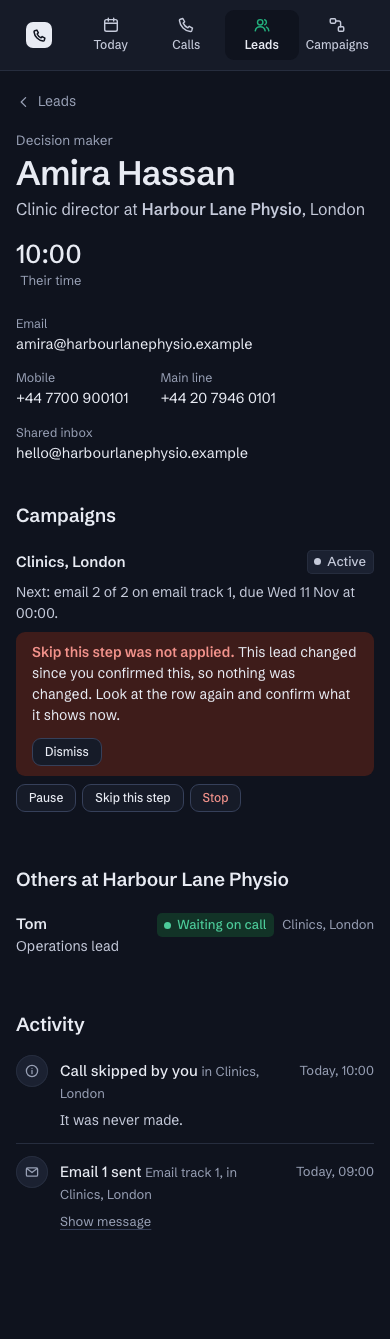 Today
Calls
Leads
Campaigns
Leads
Decision maker
Amira Hassan
Clinic director at Harbour Lane Physio, London
10:00
Their time
Email
amira@harbourlanephysio.example
Mobile
Main line
+44 7700 900101
+44 20 7946 0101
Shared inbox
hello@harbourlanephysio.example
Campaigns
Clinics, London
Active
Next: email 2 of 2 on email track 1, due Wed 11 Nov at
00:00.
Skip this step was not applied. This lead changed
since you confirmed this, so nothing was
changed. Look at the row again and confirm what
it shows now.
Dismiss
Pause
Skip this step
Stop
Others at Harbour Lane Physio
Tom
Waiting on call
Clinics, London
Operations lead
Activity
Call skipped by you in Clinics,
London
Today, 10:00
It was never made.
Email 1 sent Email track 1, in
Clinics, London
Today, 09:00
Show message